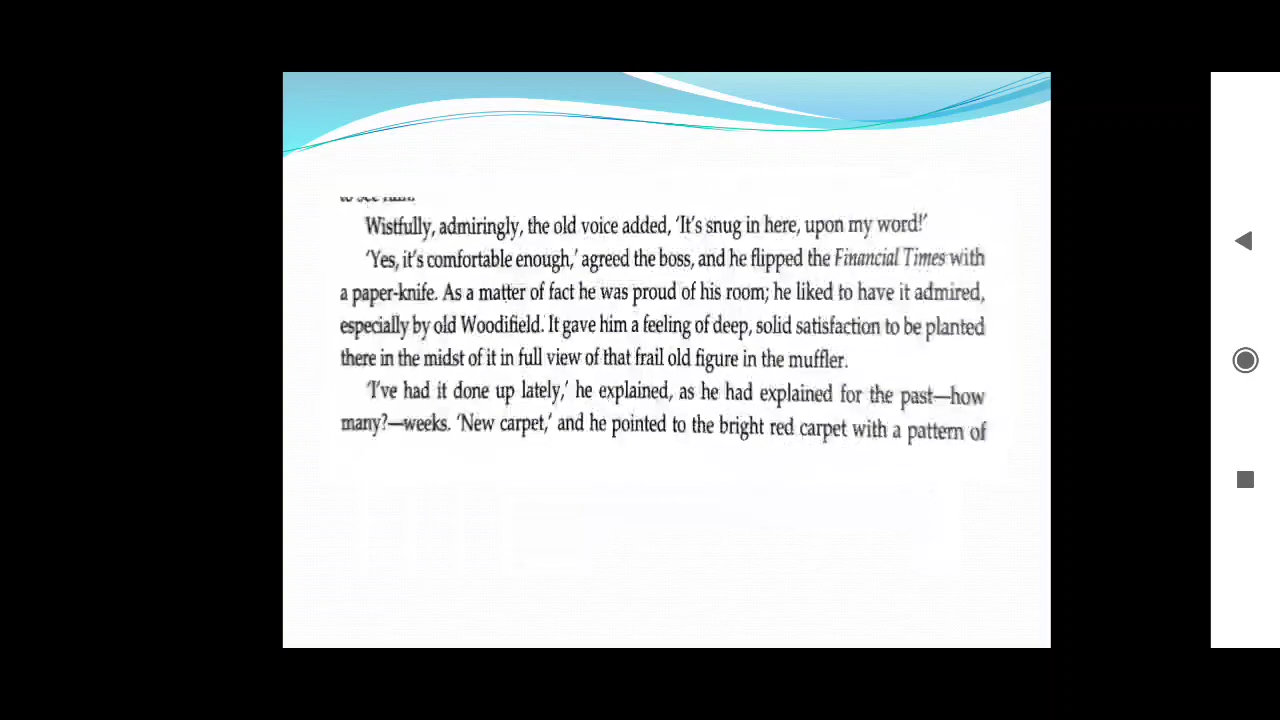 Wistfully, admiringly, the old voice added, ‘It's snug in here, upon my word!’
‘Yes, it's comfortable enough,’ agreed the boss, and he flipped the Financial Times with
a paper-knife. As a matter of fact he was proud of his room; he liked to have it admired,
especially by old Woodifield. It gave him a feeling of deep, solid satisfaction to be planted
there in the midst of it in full view of that frail old figure in the muffler.
‘I've had it done up lately,’ he explained, as he had explained for the past—how
many?—weeks. ‘New carpet,’ and he pointed to the bright red carpet with a pattern of